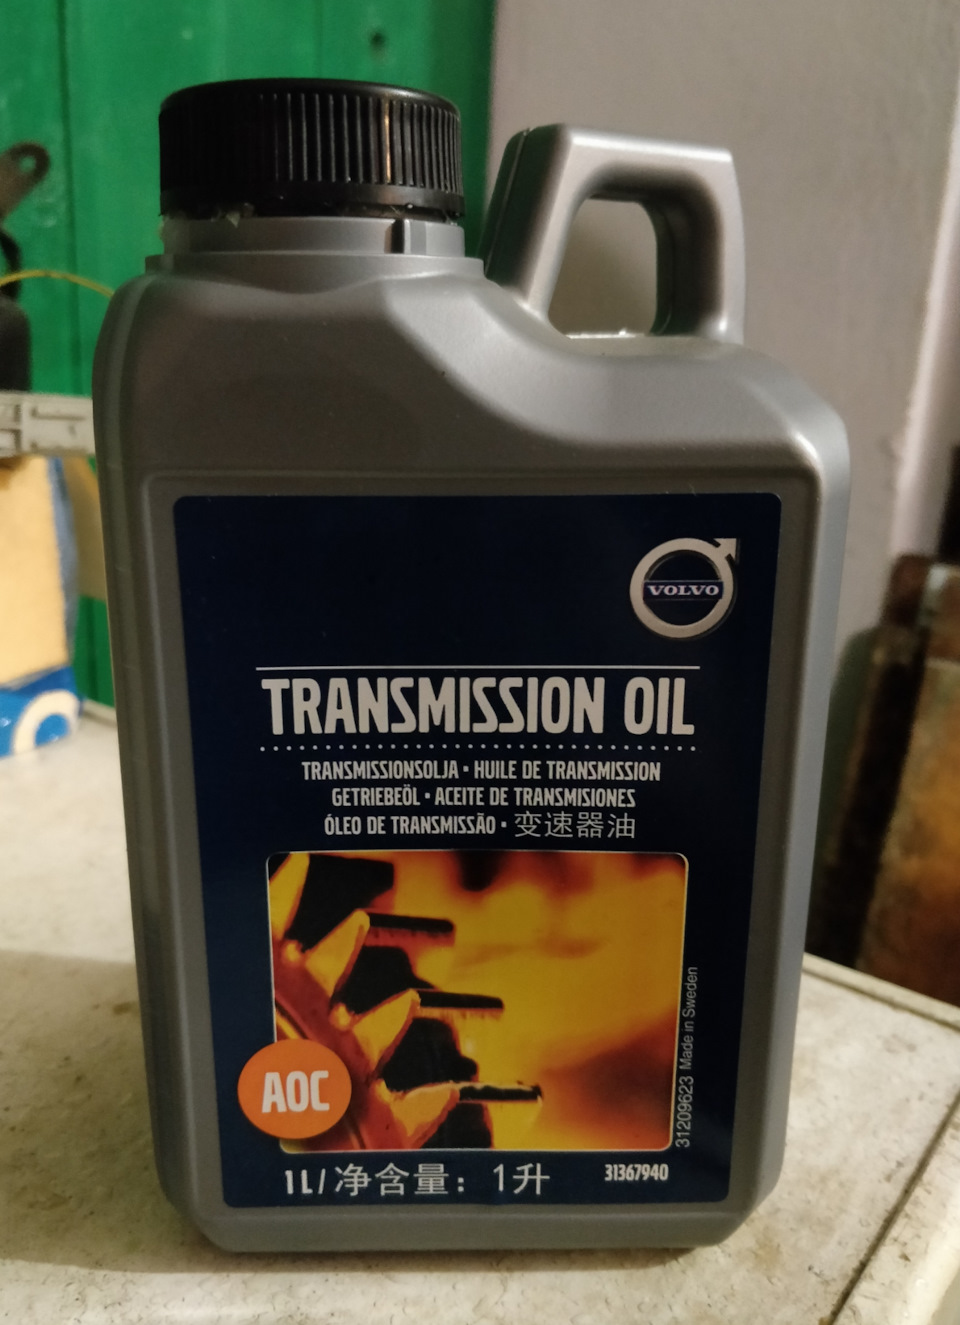 VOLVO
TRANSMISSION OIL
TRANSMISSIONSOLJA • HUILE DE TRANSMISSION
GETRIEBEÖL • ACEITE DE TRANSMISIONES
ÓLEO DE TRANSMISSÃO • 变速器油
31209623 Made in Sweden
AOC
1L/净含量：1升
31367940